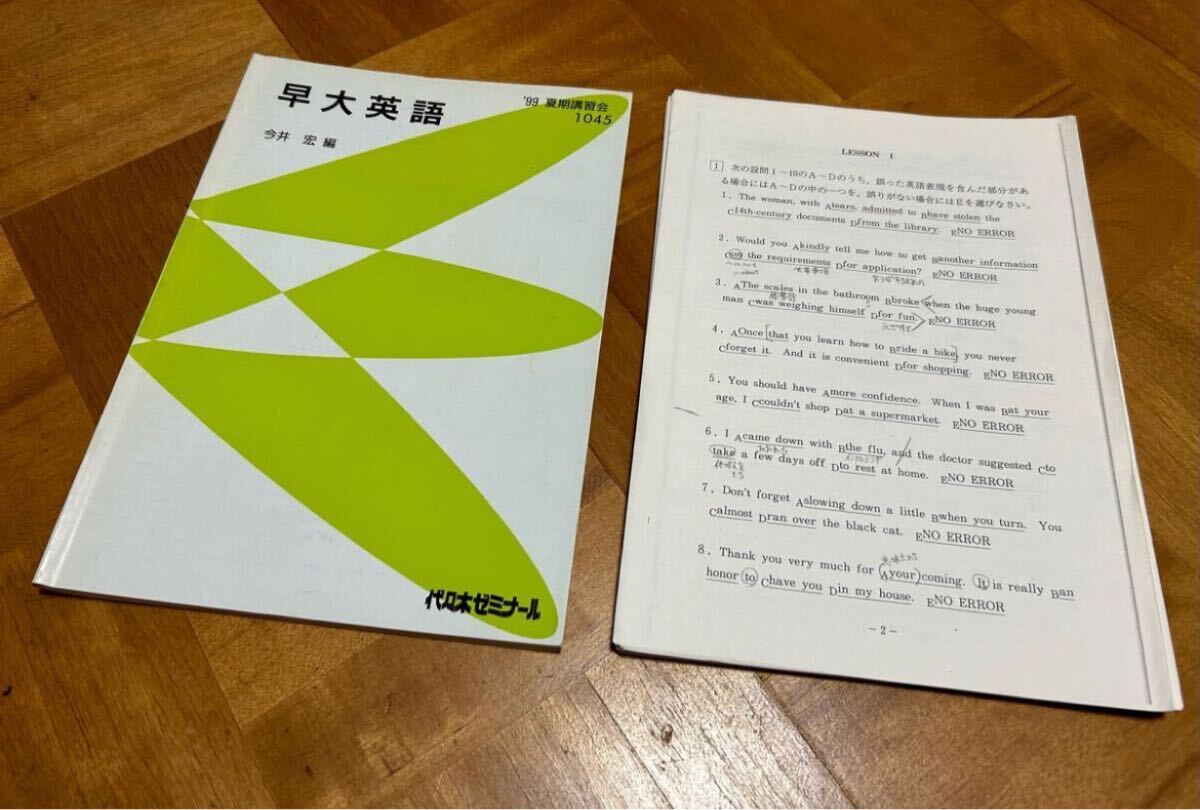 早大英語
'99 夏期講習会
1045
今井 宏 編
代々木ゼミナール
LESSON 1
1 次の設問1~10のA~Dのうち，誤った英語表現を含んだ部分があ
る場合にはA~Dの中の一つを，誤りがない場合にはEを選びなさい。
1. The woman, with Atears, admitted to Bhave stolen the
C14th-century documents Dfrom the library. ENO ERROR
2. Would you Akindly tell me how to get Banother information
Con the requirements Dfor application? ENO ERROR
3. AThe scales in the bathroom Bbroke when the huge young
man Cwas weighing himself Dfor fun. ENO ERROR
4. AOnce that you learn how to Bride a bike, you never
Cforget it. And it is convenient Dfor shopping. ENO ERROR
5. You should have Amore confidence. When I was Bat your
age, I Ccouldn't shop Dat a supermarket. ENO ERROR
6. I Acame down with Bthe flu, and the doctor suggested Cto
take a few days off Dto rest at home. ENO ERROR
7. Don't forget Aslowing down a little Bwhen you turn. You
Calmost Dran over the black cat. ENO ERROR
8. Thank you very much for Ayour coming. It is really Ban
honor to Chave you Din my house. ENO ERROR
－2－